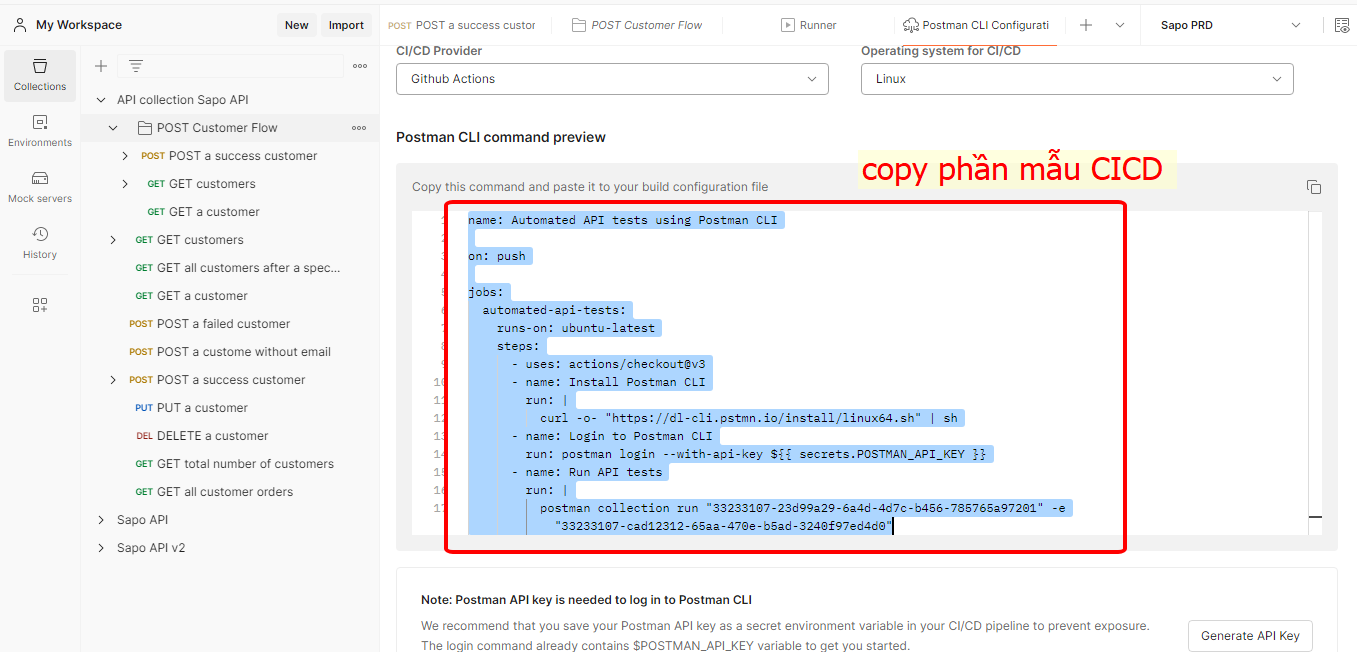 My Workspace
New
Import
POST POST a success custor
POST Customer Flow
Runner
Postman CLI Configurati
Sapo PRD
Collections
Environments
Mock servers
History
API collection Sapo API
POST Customer Flow
POST POST a success customer
GET GET customers
GET GET a customer
GET GET customers
GET GET all customers after a spec...
GET GET a customer
POST POST a failed customer
POST POST a custome without email
POST POST a success customer
PUT PUT a customer
DEL DELETE a customer
GET GET total number of customers
GET GET all customer orders
Sapo API
Sapo API v2
CI/CD Provider
Operating system for CI/CD
Github Actions
Linux
Postman CLI command preview
copy phần mẫu CICD
Copy this command and paste it to your build configuration file
name: Automated API tests using Postman CLI
on: push
jobs:
automated-api-tests:
runs-on: ubuntu-latest
steps:
- uses: actions/checkout@v3
10 - name: Install Postman CLI
11 run: |
12 curl -o- "https://dl-cli.pstmn.io/install/linux64.sh" | sh
13 - name: Login to Postman CLI
14 run: postman login --with-api-key ${{ secrets.POSTMAN_API_KEY }}
15 - name: Run API tests
16 run: |
17 postman collection run "33233107-23d99a29-6a4d-4d7c-b456-785765a97201" -e
"33233107-cad12312-65aa-470e-b5ad-3240f97ed4d0"
Note: Postman API key is needed to log in to Postman CLI
We recommend that you save your Postman API key as a secret environment variable in your CI/CD pipeline to prevent exposure.
The login command already contains $POSTMAN_API_KEY variable to get you started.
Generate API Key